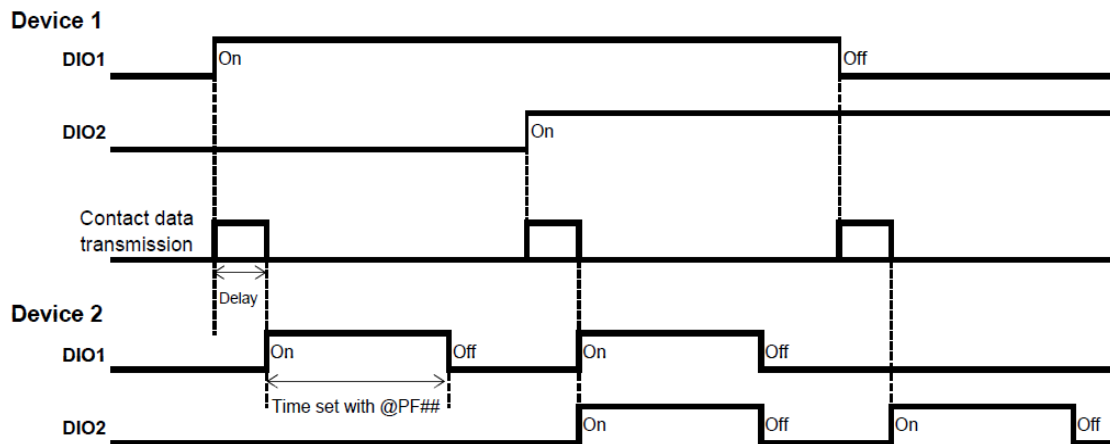 Device 1
DIO1
On
Off
DIO2
On
Contact data
transmission
Delay
Device 2
DIO1
On
Off
On
Off
Time set with @PF##
DIO2
On
Off
On
Off